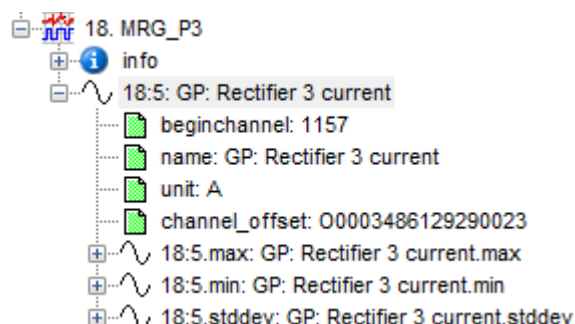 18. MRG_P3
info
18:5: GP: Rectifier 3 current
beginchannel: 1157
name: GP: Rectifier 3 current
unit: A
channel_offset: O0003486129290023
18:5.max: GP: Rectifier 3 current.max
18:5.min: GP: Rectifier 3 current.min
18:5.stddev: GP: Rectifier 3 current.stddev